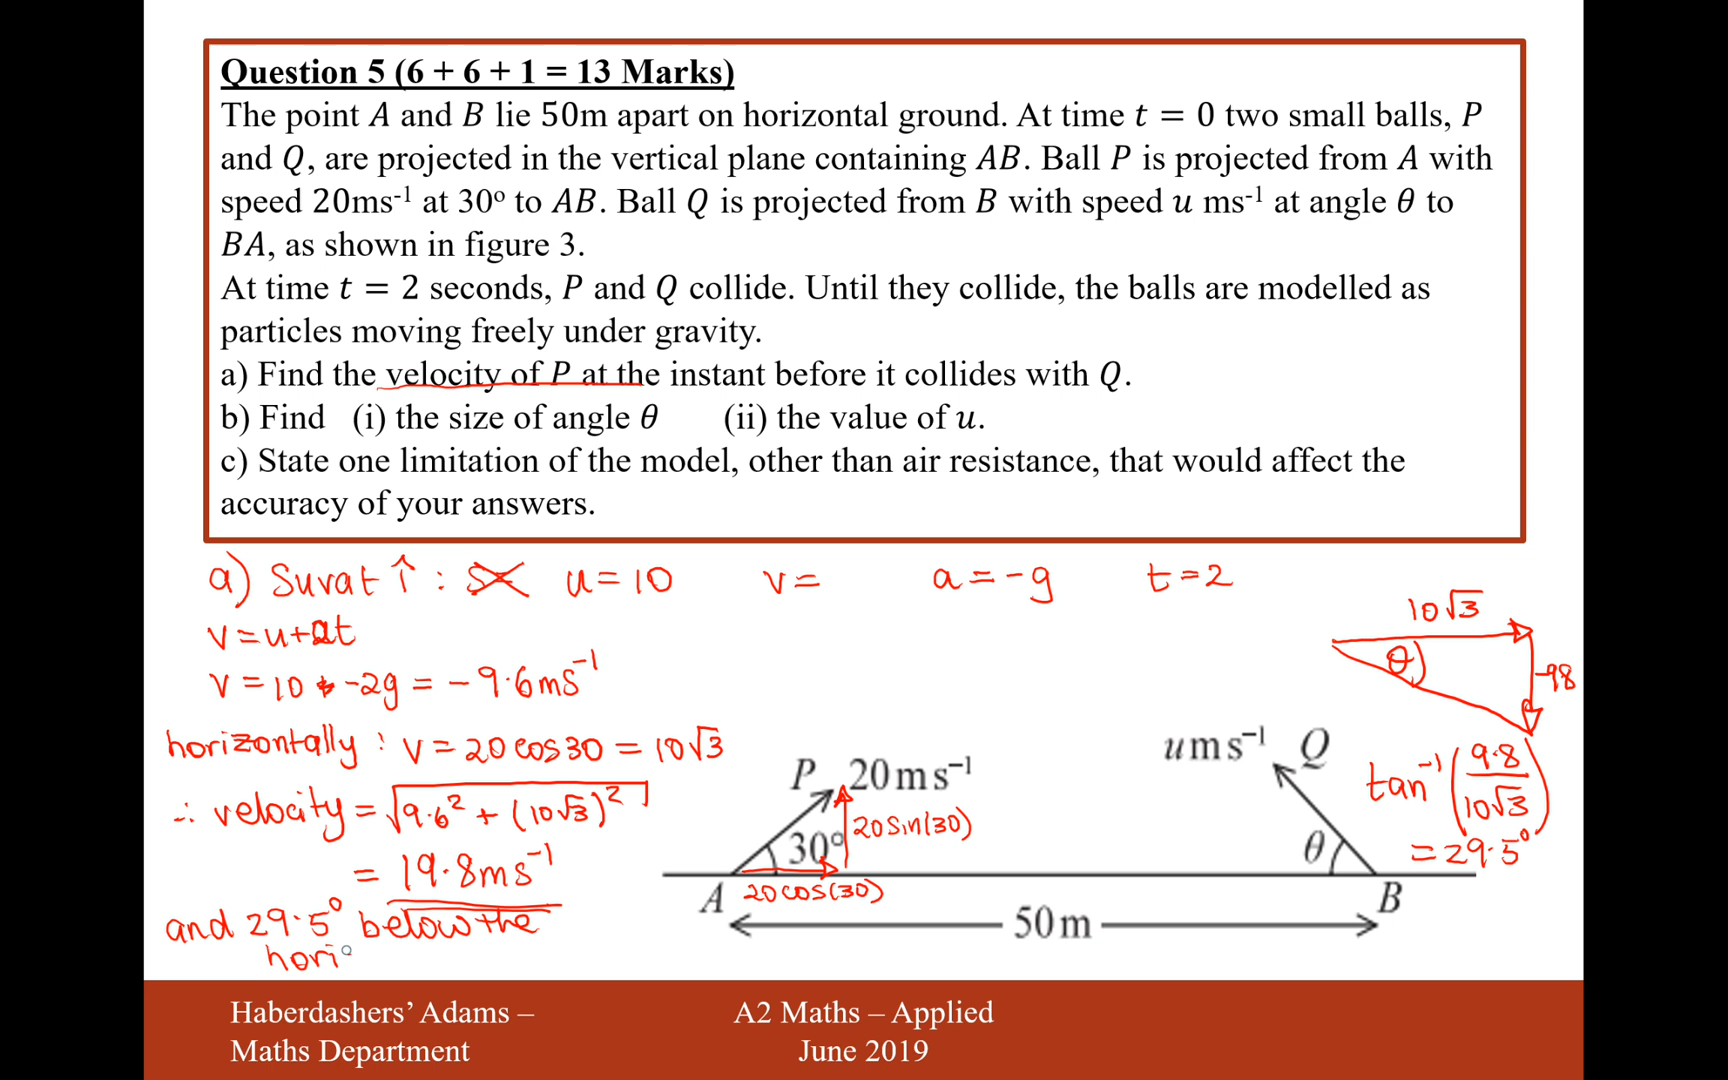 Question 5 (6 + 6 + 1 = 13 Marks)
The point A and B lie 50m apart on horizontal ground. At time t = 0 two small balls, P
and Q, are projected in the vertical plane containing AB. Ball P is projected from A with
speed 20ms⁻¹ at 30º to AB. Ball Q is projected from B with speed u ms⁻¹ at angle θ to
BA, as shown in figure 3.
At time t = 2 seconds, P and Q collide. Until they collide, the balls are modelled as
particles moving freely under gravity.
a) Find the velocity of P at the instant before it collides with Q.
b) Find (i) the size of angle θ (ii) the value of u.
c) State one limitation of the model, other than air resistance, that would affect the
accuracy of your answers.
a) Suvat ↑ : s u = 10 v = a = -g t = 2
v = u + at
v = 10 + -2g = -9.6ms⁻¹
horizontally : v = 20cos30 = 10√3
∴ velocity = √9.6² + (10√3)²
= 19.8ms⁻¹
and 29.5º below the
hori
10√3
θ
-98
tan⁻¹(9.8/10√3)
= 29.5º
P 20 m s⁻¹
30º
20sin(30)
20cos(30)
A
u m s⁻¹ Q
θ
B
50 m
Haberdashers’ Adams –
Maths Department
A2 Maths – Applied
June 2019